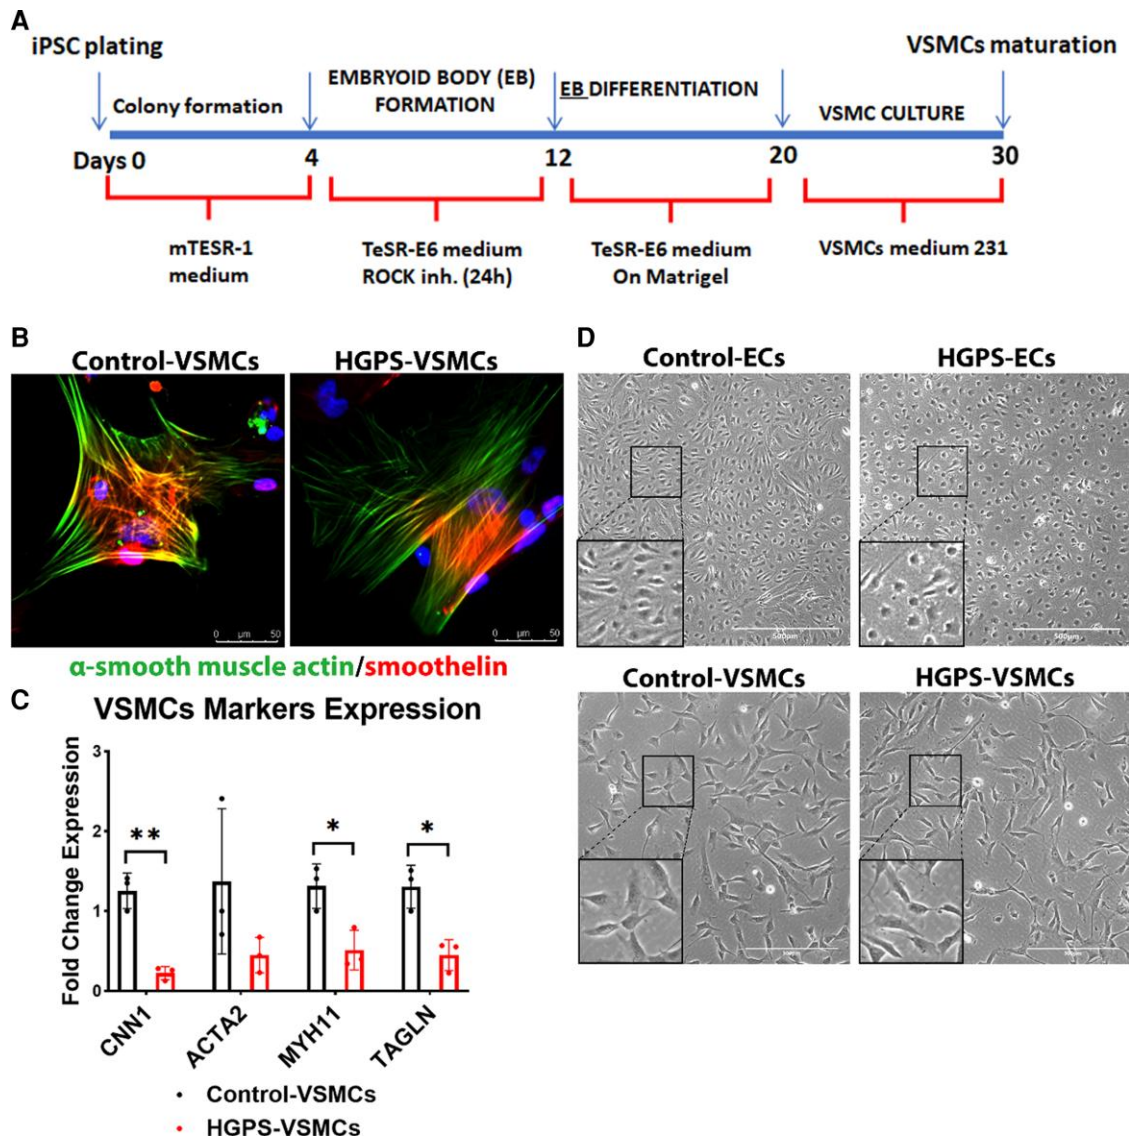 A
iPSC plating
VSMCs maturation
Colony formation
EMBRYOID BODY (EB)
FORMATION
EB DIFFERENTIATION
VSMC CULTURE
Days 0
4
12
20
30
mTESR-1
medium
TeSR-E6 medium
ROCK inh. (24h)
TeSR-E6 medium
On Matrigel
VSMCs medium 231
B
Control-VSMCs
HGPS-VSMCs
0 µm 50
0 µm 50
α-smooth muscle actin/smoothelin
C
VSMCs Markers Expression
Fold Change Expression
3
2
1
0
**
*
*
CNN1
ACTA2
MYH11
TAGLN
Control-VSMCs
HGPS-VSMCs
D
Control-ECs
HGPS-ECs
500µm
500µm
Control-VSMCs
HGPS-VSMCs